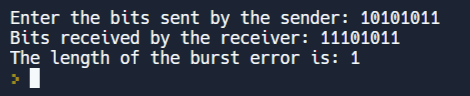 Enter the bits sent by the sender: 10101011
Bits received by the receiver: 11101011
The length of the burst error is: 1
>